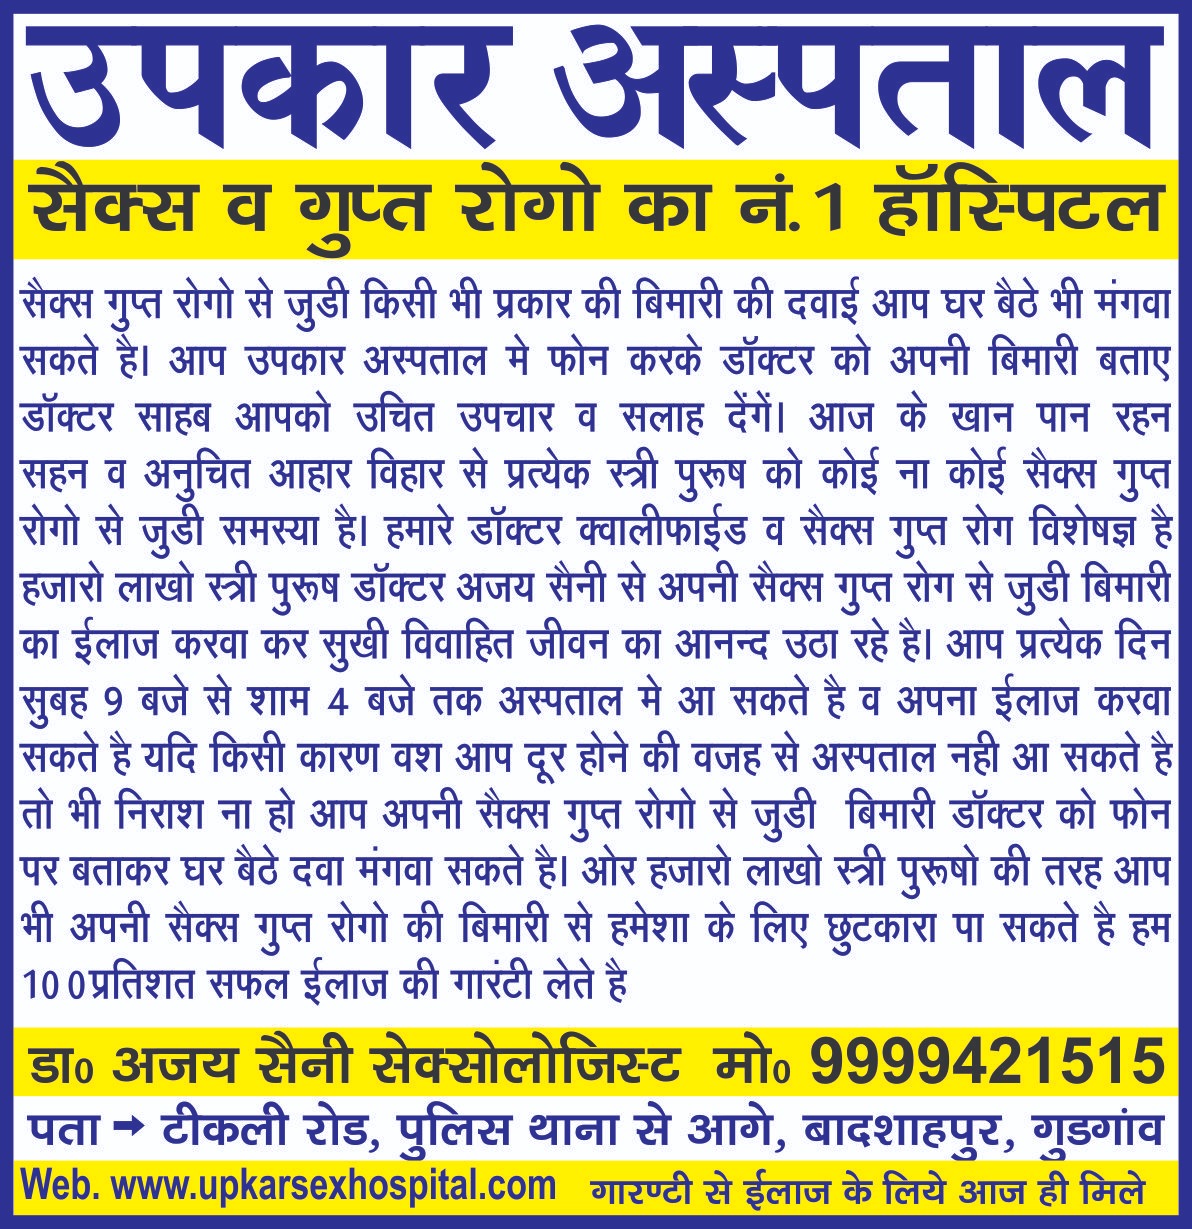 उपकार अस्पताल
सैक्स व गुप्त रोगो का नं. 1 हॉस्पिटल
सैक्स गुप्त रोगो से जुडी किसी भी प्रकार की बिमारी की दवाई आप घर बैठे भी मंगवा
सकते है। आप उपकार अस्पताल मे फोन करके डॉक्टर को अपनी बिमारी बताए
डॉक्टर साहब आपको उचित उपचार व सलाह देंगें। आज के खान पान रहन
सहन व अनुचित आहार विहार से प्रत्येक स्त्री पुरूष को कोई ना कोई सैक्स गुप्त
रोगो से जुडी समस्या है। हमारे डॉक्टर क्वालीफाईड व सैक्स गुप्त रोग विशेषज्ञ है
हजारो लाखो स्त्री पुरूष डॉक्टर अजय सैनी से अपनी सैक्स गुप्त रोग से जुडी बिमारी
का ईलाज करवा कर सुखी विवाहित जीवन का आनन्द उठा रहे है। आप प्रत्येक दिन
सुबह 9 बजे से शाम 4 बजे तक अस्पताल मे आ सकते है व अपना ईलाज करवा
सकते है यदि किसी कारण वश आप दूर होने की वजह से अस्पताल नही आ सकते है
तो भी निराश ना हो आप अपनी सैक्स गुप्त रोगो से जुडी बिमारी डॉक्टर को फोन
पर बताकर घर बैठे दवा मंगवा सकते है। ओर हजारो लाखो स्त्री पुरूषो की तरह आप
भी अपनी सैक्स गुप्त रोगो की बिमारी से हमेशा के लिए छुटकारा पा सकते है हम
100प्रतिशत सफल ईलाज की गारंटी लेते है
डा0 अजय सैनी सेक्सोलोजिस्ट मो0 9999421515
पता → टीकली रोड, पुलिस थाना से आगे, बादशाहपुर, गुडगांव
Web. www.upkarsexhospital.com गारण्टी से ईलाज के लिये आज ही मिले